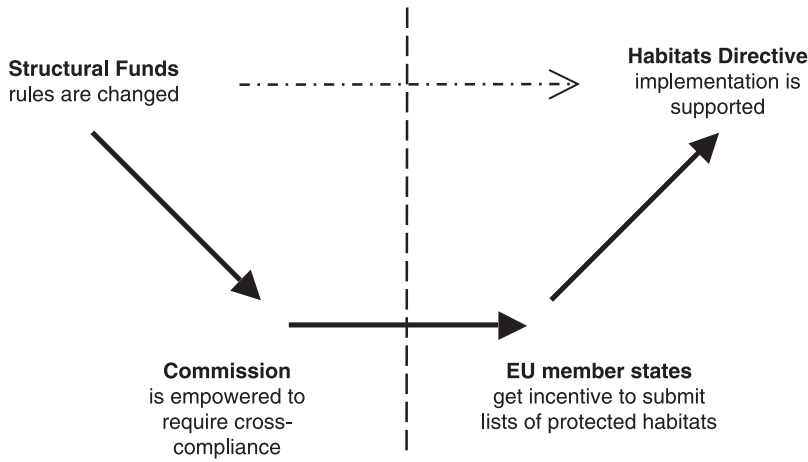 Structural Funds
rules are changed
Habitats Directive
implementation is
supported
Commission
is empowered to
require cross-
compliance
EU member states
get incentive to submit
lists of protected habitats